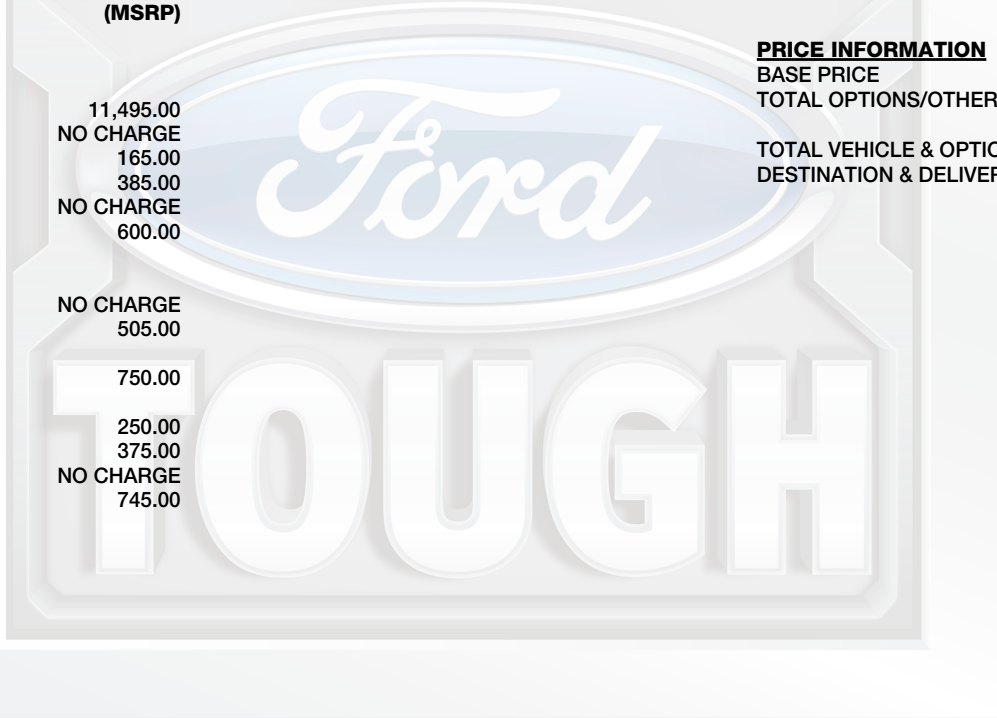 (MSRP)
11,495.00
NO CHARGE
165.00
385.00
NO CHARGE
600.00
NO CHARGE
505.00
750.00
250.00
375.00
NO CHARGE
745.00
PRICE INFORMATION
BASE PRICE
TOTAL OPTIONS/OTHER
TOTAL VEHICLE & OPTIO
DESTINATION & DELIVER
Ford
TOUGH